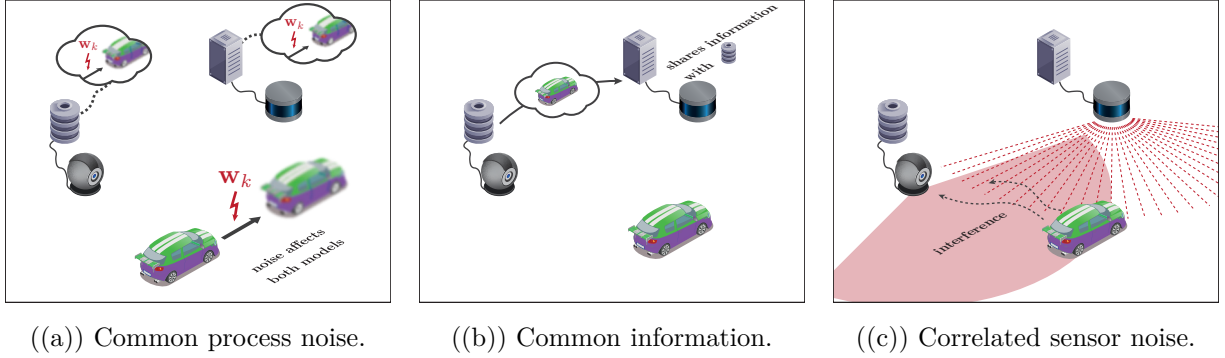 w_k
w_k
w_k
noise affects
both models
((a)) Common process noise.
shares information
with
((b)) Common information.
interference
((c)) Correlated sensor noise.